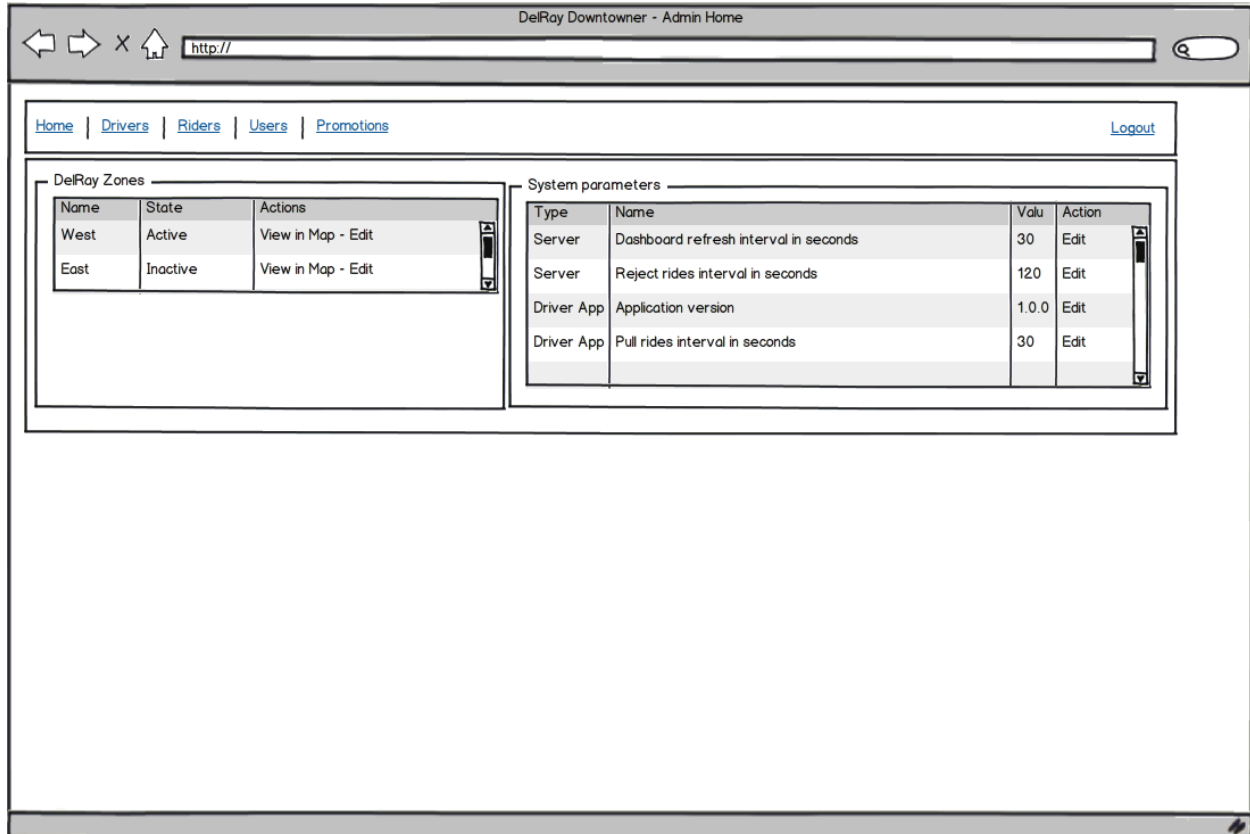 DelRay Downtowner - Admin Home
http://
Home | Drivers | Riders | Users | Promotions
Logout
DelRay Zones
Name State Actions
West Active View in Map - Edit
East Inactive View in Map - Edit
System parameters
Type Name Valu Action
Server Dashboard refresh interval in seconds 30 Edit
Server Reject rides interval in seconds 120 Edit
Driver App Application version 1.0.0 Edit
Driver App Pull rides interval in seconds 30 Edit